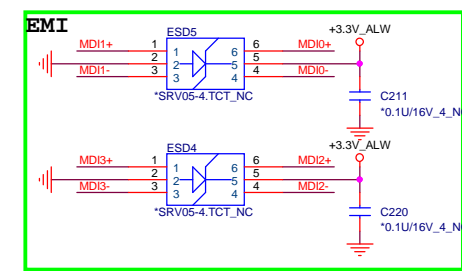 EMI
ESD5
+3.3V_ALW
MDI1+ 1 1 6 6 MDI0+
2 2 5 5
MDI1- 3 3 4 4 MDI0-
*SRV05-4.TCT_NC
C211
*0.1U/16V_4_N
ESD4
+3.3V_ALW
MDI3+ 1 1 6 6 MDI2+
2 2 5 5
MDI3- 3 3 4 4 MDI2-
*SRV05-4.TCT_NC
C220
*0.1U/16V_4_N